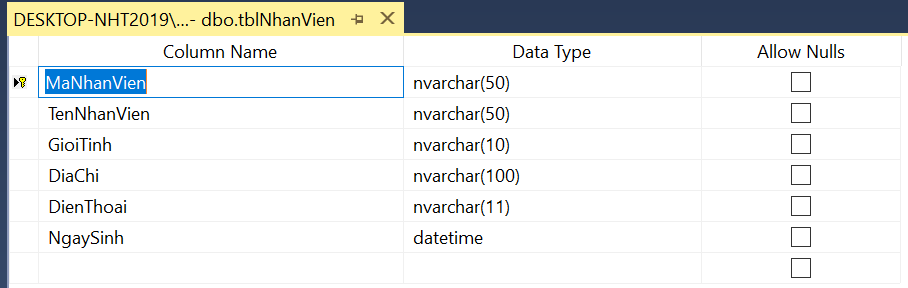 DESKTOP-NHT2019\...- dbo.tblNhanVien
Column Name Data Type Allow Nulls
MaNhanVien nvarchar(50)
TenNhanVien nvarchar(50)
GioiTinh nvarchar(10)
DiaChi nvarchar(100)
DienThoai nvarchar(11)
NgaySinh datetime